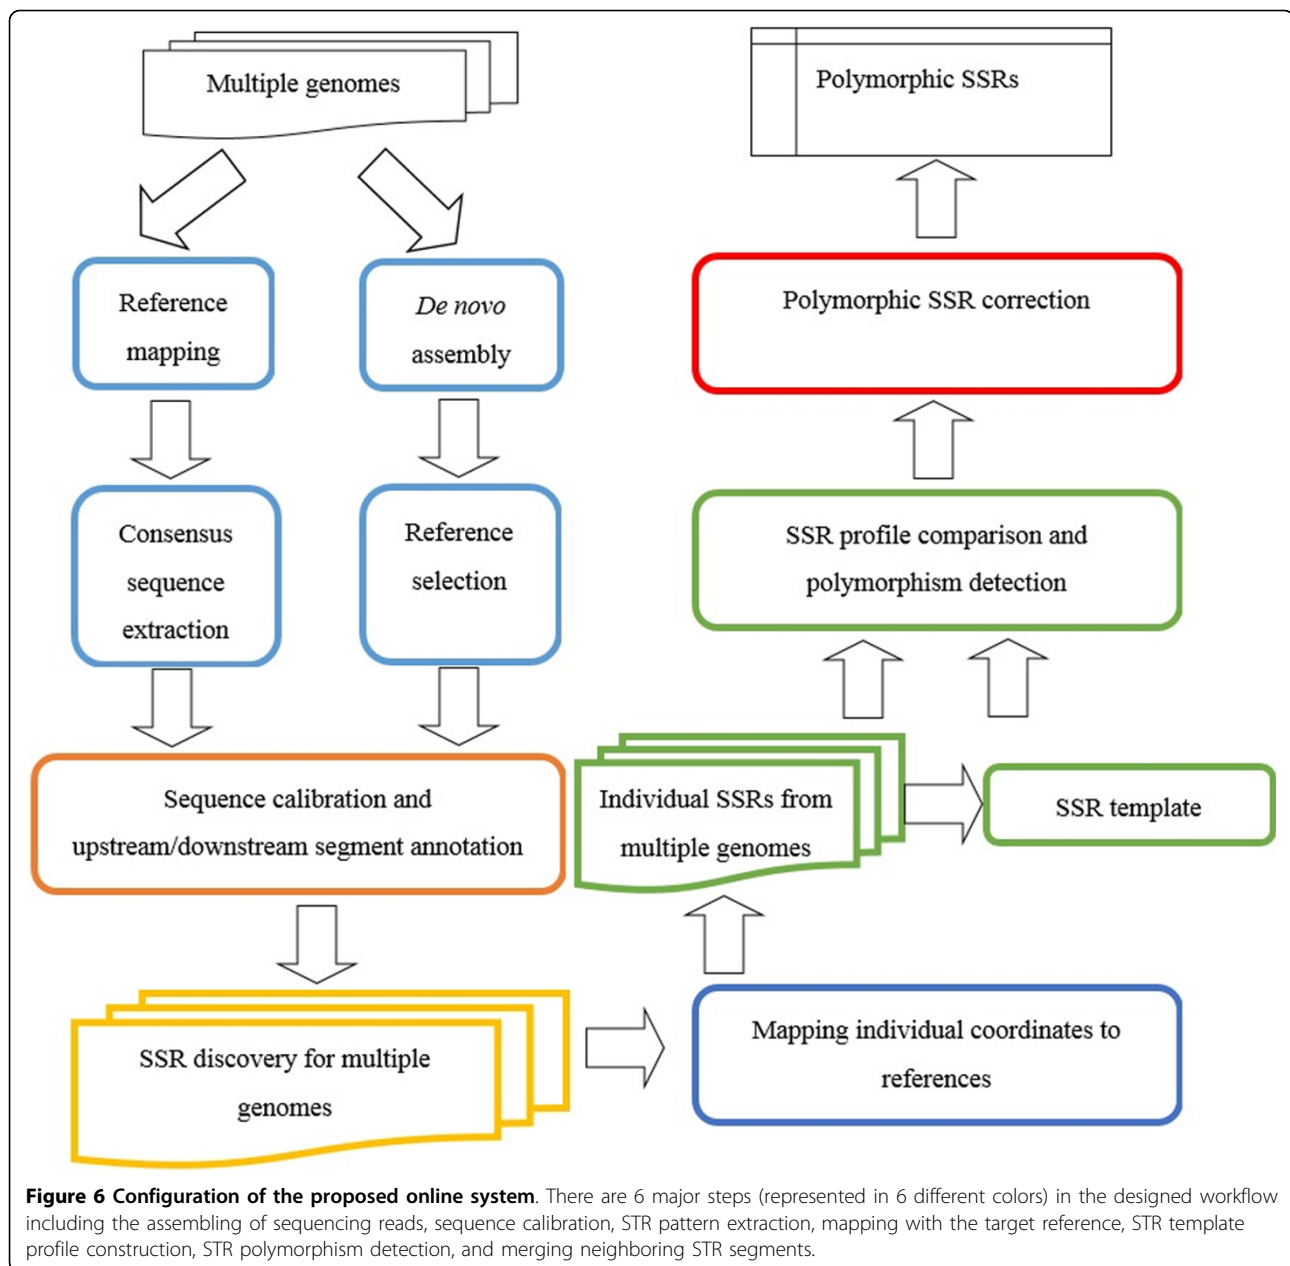 Multiple genomes
Reference
mapping
De novo
assembly
Consensus
sequence
extraction
Reference
selection
Sequence calibration and
upstream/downstream segment annotation
SSR discovery for multiple
genomes
Mapping individual coordinates to
references
Individual SSRs from
multiple genomes
SSR template
SSR profile comparison and
polymorphism detection
Polymorphic SSR correction
Polymorphic SSRs
Figure 6 Configuration of the proposed online system. There are 6 major steps (represented in 6 different colors) in the designed workflow
including the assembling of sequencing reads, sequence calibration, STR pattern extraction, mapping with the target reference, STR template
profile construction, STR polymorphism detection, and merging neighboring STR segments.